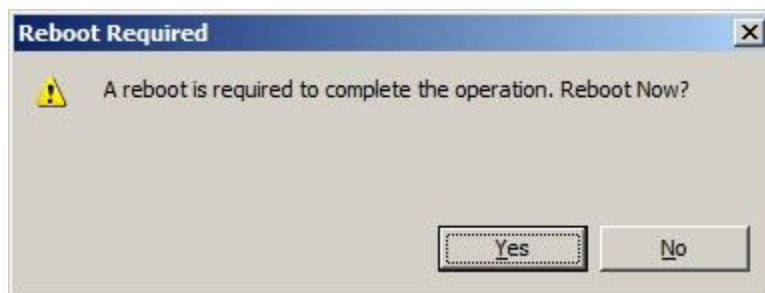 Reboot Required
A reboot is required to complete the operation. Reboot Now?
Yes No